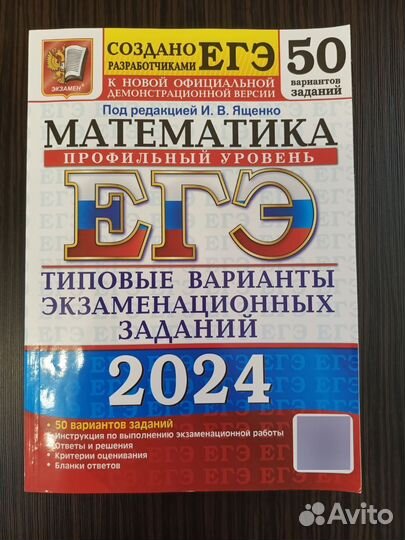 СОЗДАНО
РАЗРАБОТЧИКАМИ ЕГЭ
К НОВОЙ ОФИЦИАЛЬНОЙ
ДЕМОНСТРАЦИОННОЙ ВЕРСИИ
50
вариантов
заданий
ЭКЗАМЕН
Под редакцией И. В. Ященко
МАТЕМАТИКА
ПРОФИЛЬНЫЙ УРОВЕНЬ
ЕГЭ
ТИПОВЫЕ ВАРИАНТЫ
ЭКЗАМЕНАЦИОННЫХ
ЗАДАНИЙ
2024
• 50 вариантов заданий
• Инструкция по выполнению экзаменационной работы
• Ответы и решения
• Критерии оценивания
• Бланки ответов
Avito